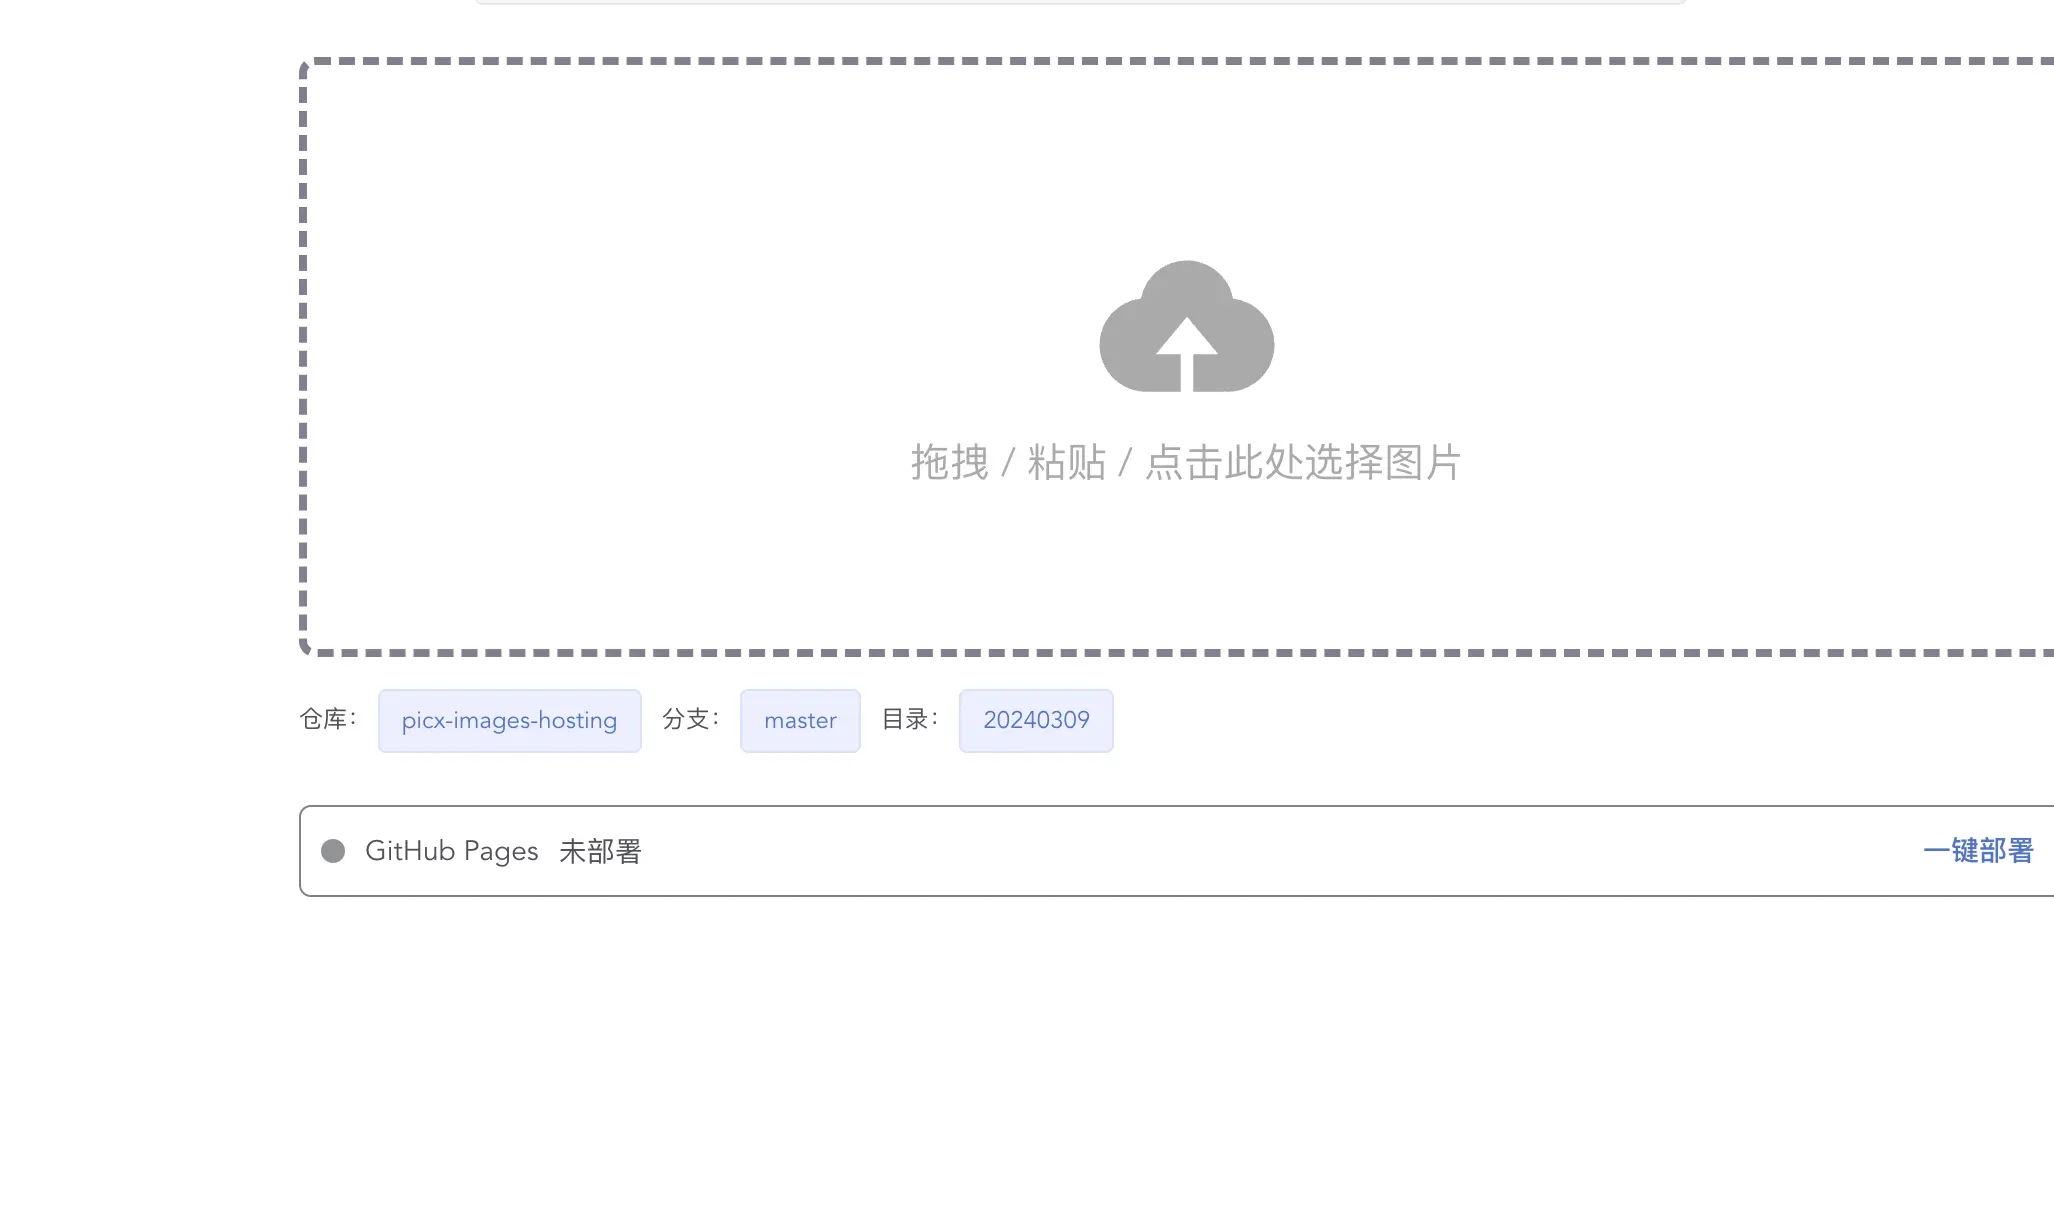 拖拽 / 粘贴 / 点击此处选择图片
仓库： picx-images-hosting 分支： master 目录： 20240309
GitHub Pages 未部署 一键部署